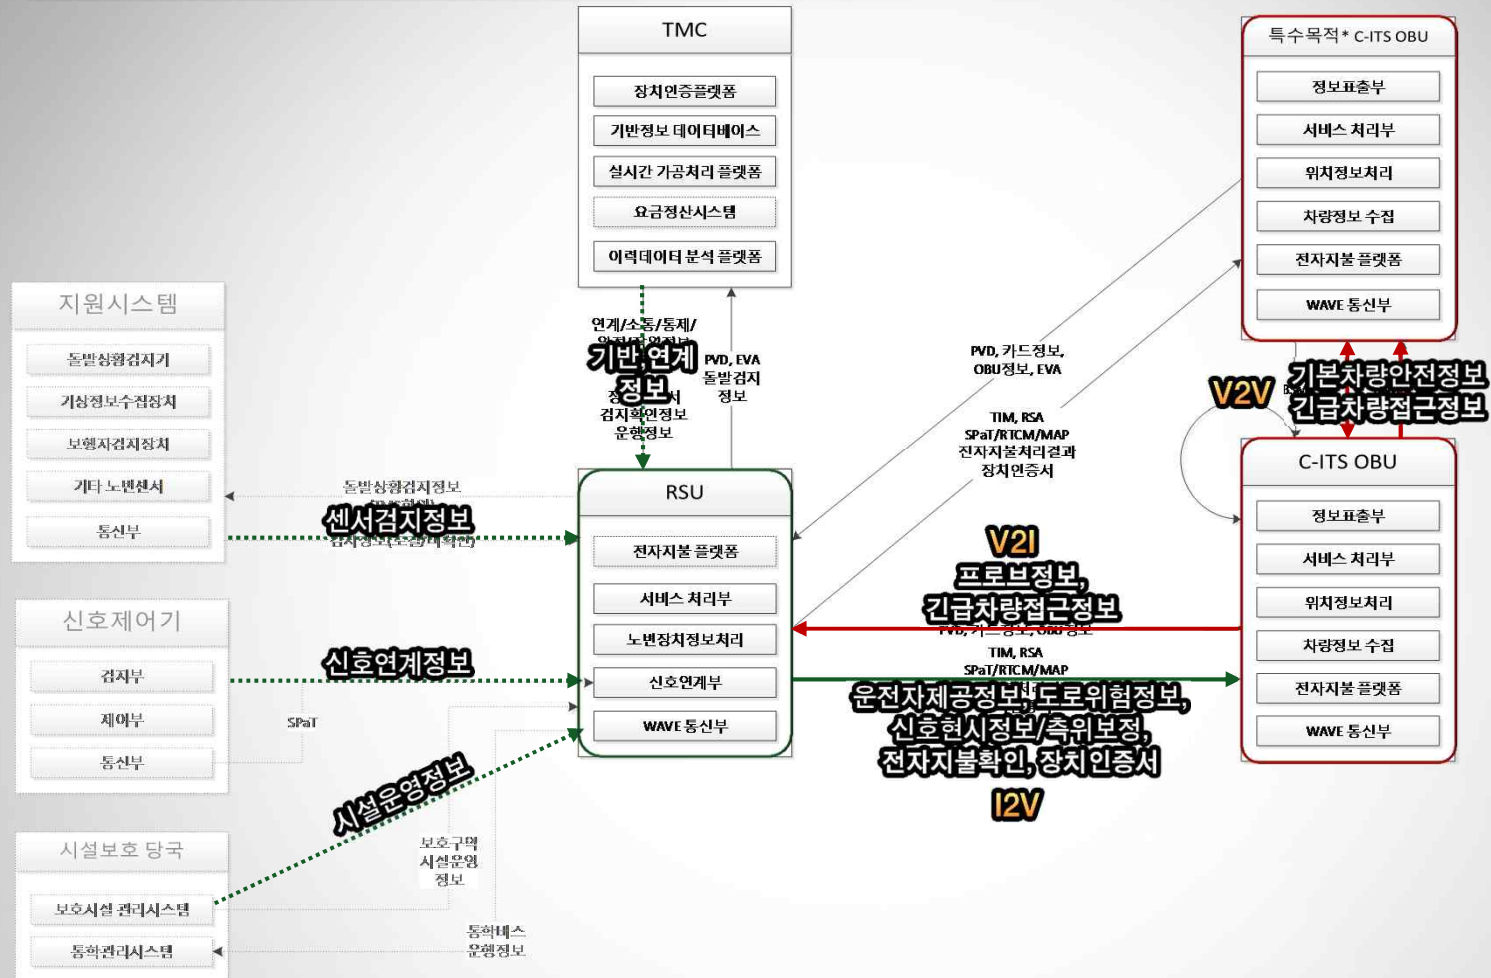 TMC
장치인증플랫폼
기반정보 데이터베이스
실시간 가공처리 플랫폼
요금정산시스템
이력데이터 분석 플랫폼
특수목적* C-ITS OBU
정보표출부
서비스 처리부
위치정보처리
차량정보 수집
전자지불 플랫폼
WAVE 통신부
지원시스템
돌발상황검지기
기상정보수집장치
보행자검지장치
기타 노변센서
통신부
연계/소통/통제/
기반 연계
정보
검지확인정보
운행정보
PVD, EVA
돌발검지
정보
PVD, 카드정보,
OBU정보, EVA
TIM, RSA
SPaT/RTCM/MAP
전자지불처리결과
장치인증서
V2V
기본차량안전정보
긴급차량접근정보
C-ITS OBU
정보표출부
서비스 처리부
위치정보처리
차량정보 수집
전자지불 플랫폼
WAVE 통신부
RSU
전자지불 플랫폼
서비스 처리부
노변장치정보처리
신호연계부
WAVE 통신부
돌발상황검지정보
센서검지정보
V2I
프로브정보,
긴급차량접근정보
PVD, 카드정보, OBU정보
TIM, RSA
SPaT/RTCM/MAP
운전자제공정보, 도로위험정보,
신호현시정보/측위보정,
전자지불확인, 장치인증서
I2V
신호제어기
검지부
제어부
통신부
신호연계정보
SPaT
시설운영정보
시설보호 당국
보호시설 관리시스템
통학관리시스템
보호구역
시설운영
정보
통학버스
운행정보